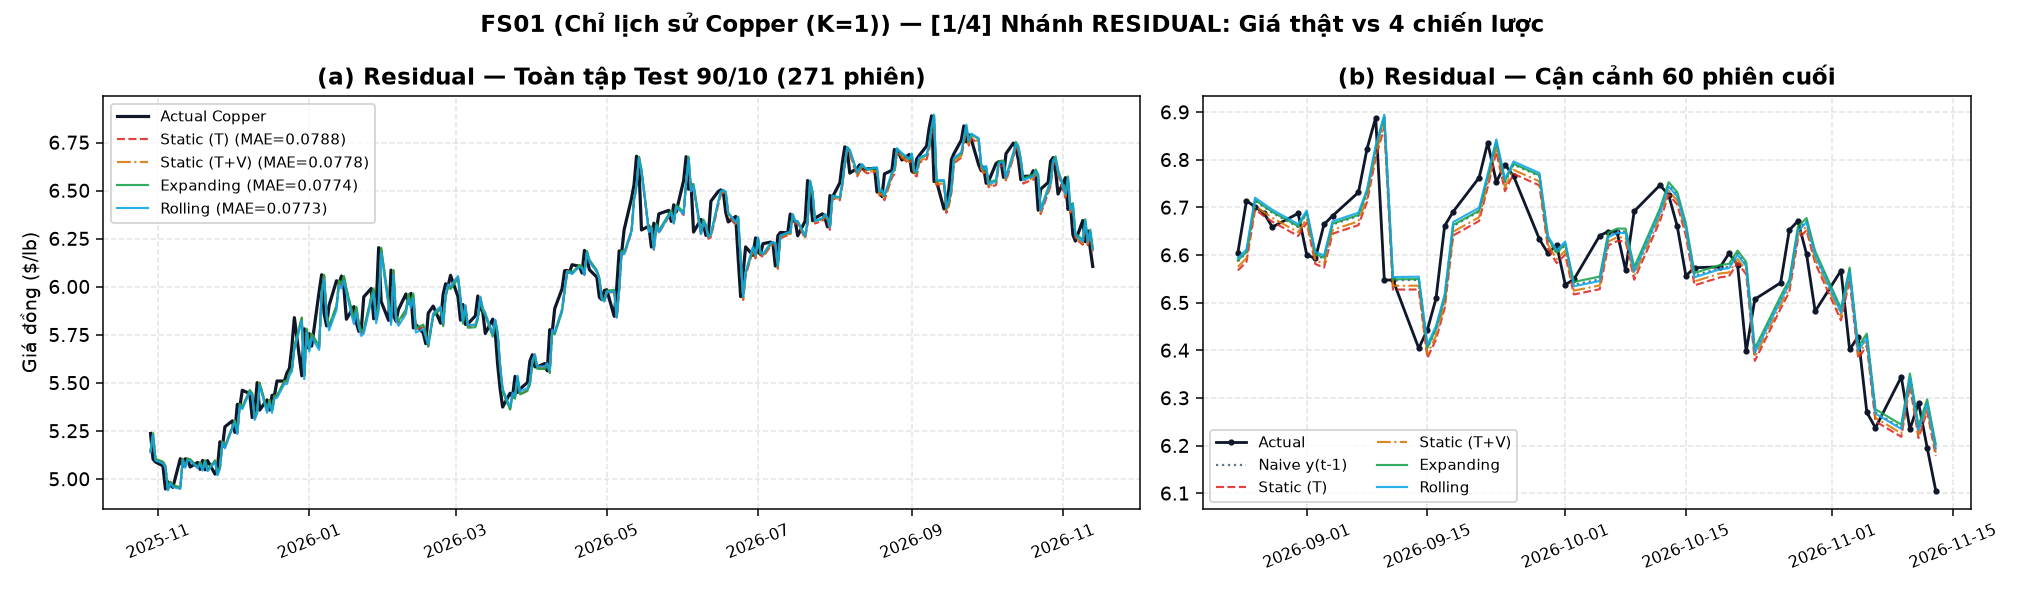 FS01 (Chỉ lịch sử Copper (K=1)) — [1/4] Nhánh RESIDUAL: Giá thật vs 4 chiến lược
(a) Residual — Toàn tập Test 90/10 (271 phiên)
Giá đồng ($/lb)
6.75
6.50
6.25
6.00
5.75
5.50
5.25
5.00
Actual Copper
Static (T) (MAE=0.0788)
Static (T+V) (MAE=0.0778)
Expanding (MAE=0.0774)
Rolling (MAE=0.0773)
2025-11
2026-01
2026-03
2026-05
2026-07
2026-09
2026-11
(b) Residual — Cận cảnh 60 phiên cuối
6.9
6.8
6.7
6.6
6.5
6.4
6.3
6.2
6.1
Actual
Naive y(t-1)
Static (T)
Static (T+V)
Expanding
Rolling
2026-09-01
2026-09-15
2026-10-01
2026-10-15
2026-11-01
2026-11-15